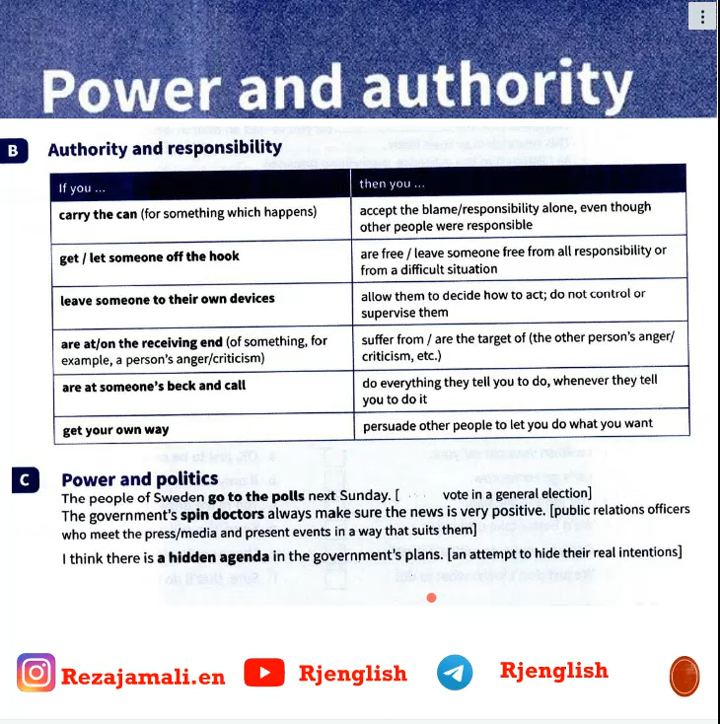 Power and authority
B Authority and responsibility
If you ... then you ...
carry the can (for something which happens) accept the blame/responsibility alone, even though
other people were responsible
get / let someone off the hook are free / leave someone free from all responsibility or
from a difficult situation
leave someone to their own devices allow them to decide how to act; do not control or
supervise them
are at/on the receiving end (of something, for
example, a person's anger/criticism) suffer from / are the target of (the other person's anger/
criticism, etc.)
are at someone's beck and call do everything they tell you to do, whenever they tell
you to do it
get your own way persuade other people to let you do what you want
C Power and politics
The people of Sweden go to the polls next Sunday. [ vote in a general election]
The government's spin doctors always make sure the news is very positive. [public relations officers
who meet the press/media and present events in a way that suits them]
I think there is a hidden agenda in the government's plans. [an attempt to hide their real intentions]
Rezajamali.en Rjenglish Rjenglish